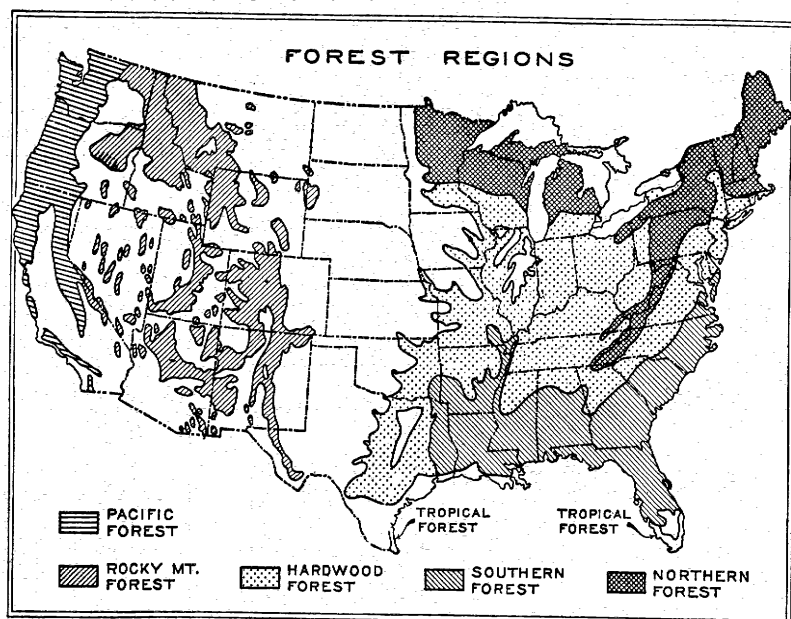 FOREST REGIONS
TROPICAL
FOREST
TROPICAL
FOREST
PACIFIC
FOREST
ROCKY MT.
FOREST
HARDWOOD
FOREST
SOUTHERN
FOREST
NORTHERN
FOREST